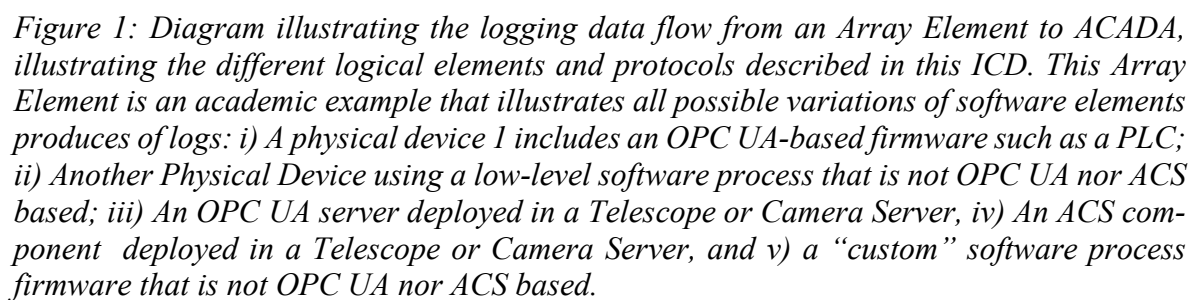 Figure 1: Diagram illustrating the logging data flow from an Array Element to ACADA,
illustrating the different logical elements and protocols described in this ICD. This Array
Element is an academic example that illustrates all possible variations of software elements
produces of logs: i) A physical device 1 includes an OPC UA-based firmware such as a PLC;
ii) Another Physical Device using a low-level software process that is not OPC UA nor ACS
based; iii) An OPC UA server deployed in a Telescope or Camera Server, iv) An ACS com-
ponent deployed in a Telescope or Camera Server, and v) a “custom” software process
firmware that is not OPC UA nor ACS based.